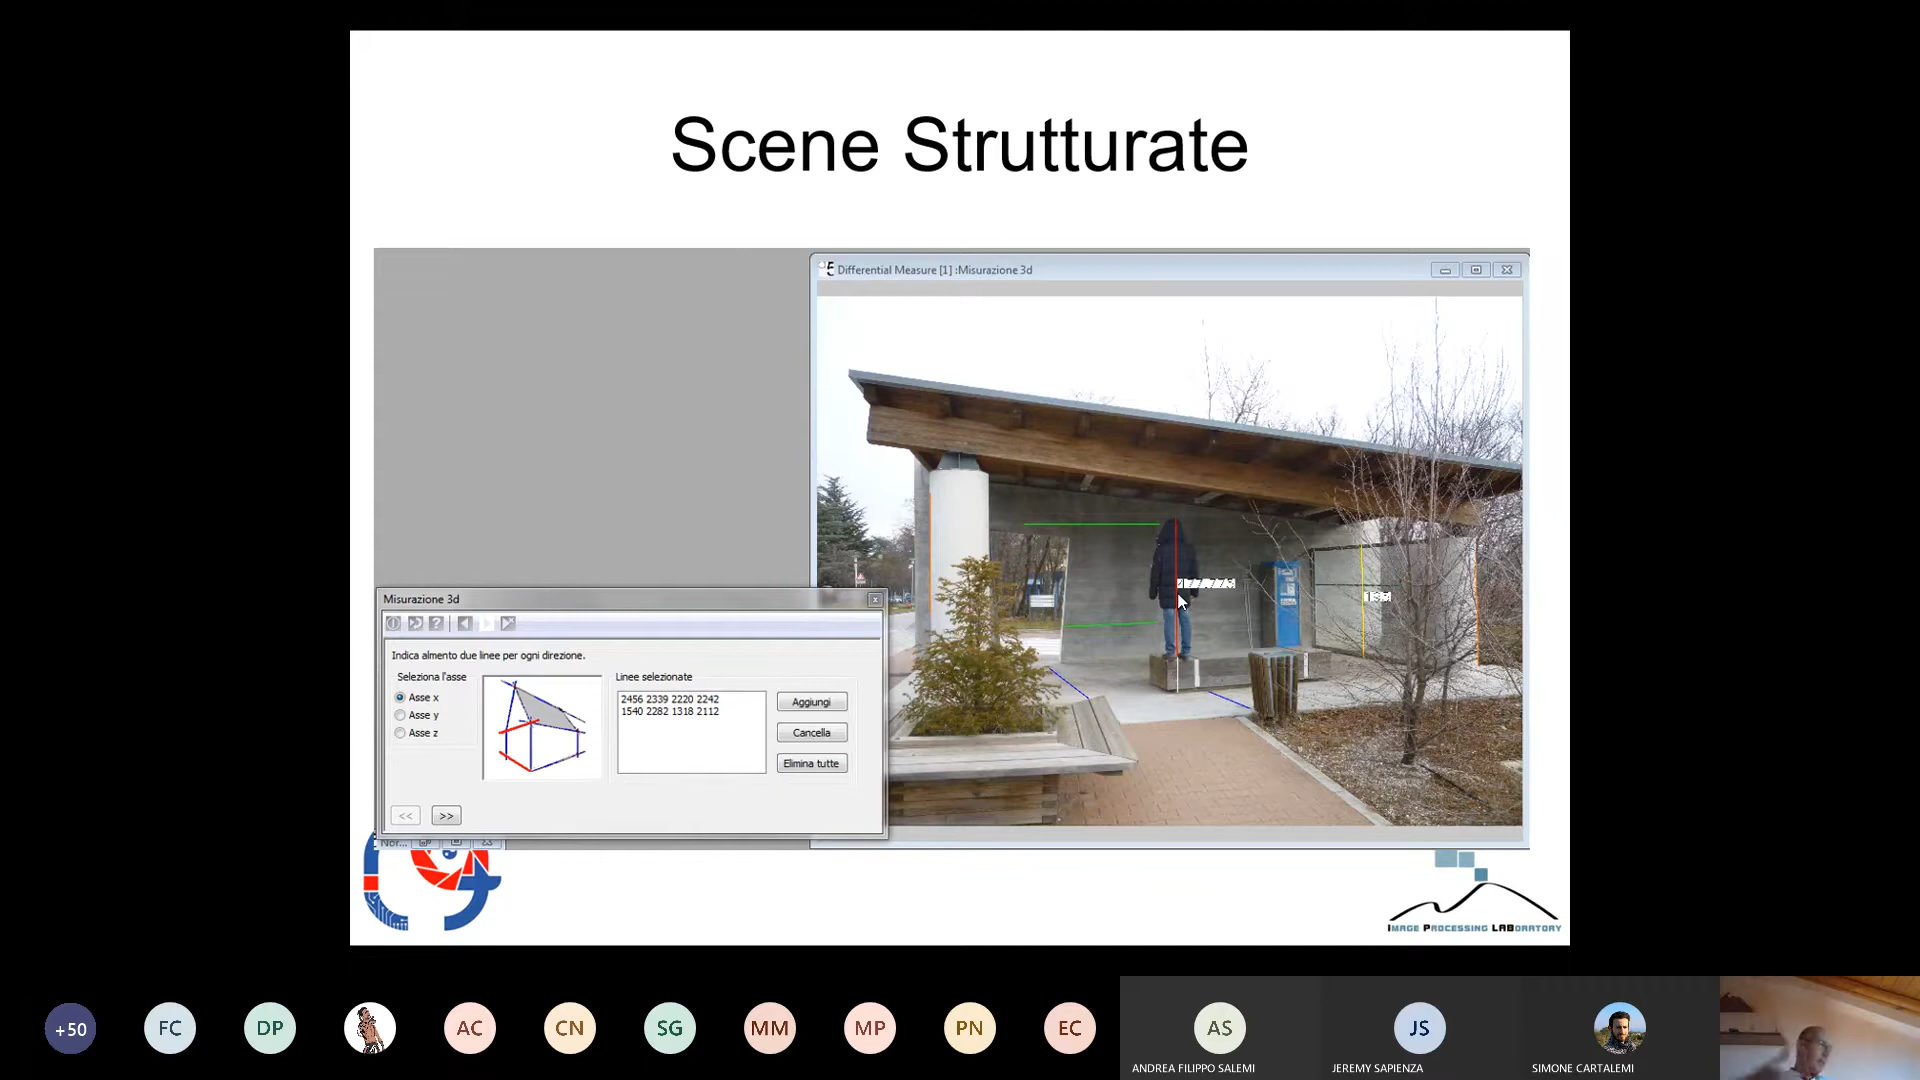 Scene Strutturate
Differential Measure [1] :Misurazione 3d
Misurazione 3d
Indica almento due linee per ogni direzione.
Seleziona l'asse
Asse x
Asse y
Asse z
Linee selezionate
2456 2339 2220 2242
1540 2282 1318 2112
Aggiungi
Cancella
Elimina tutte
<<
>>
Nor...
IMAGE PROCESSING LABORATORY
+50
FC
DP
AC
CN
SG
MM
MP
PN
EC
AS
ANDREA FILIPPO SALEMI
JS
JEREMY SAPIENZA
SIMONE CARTALEMI